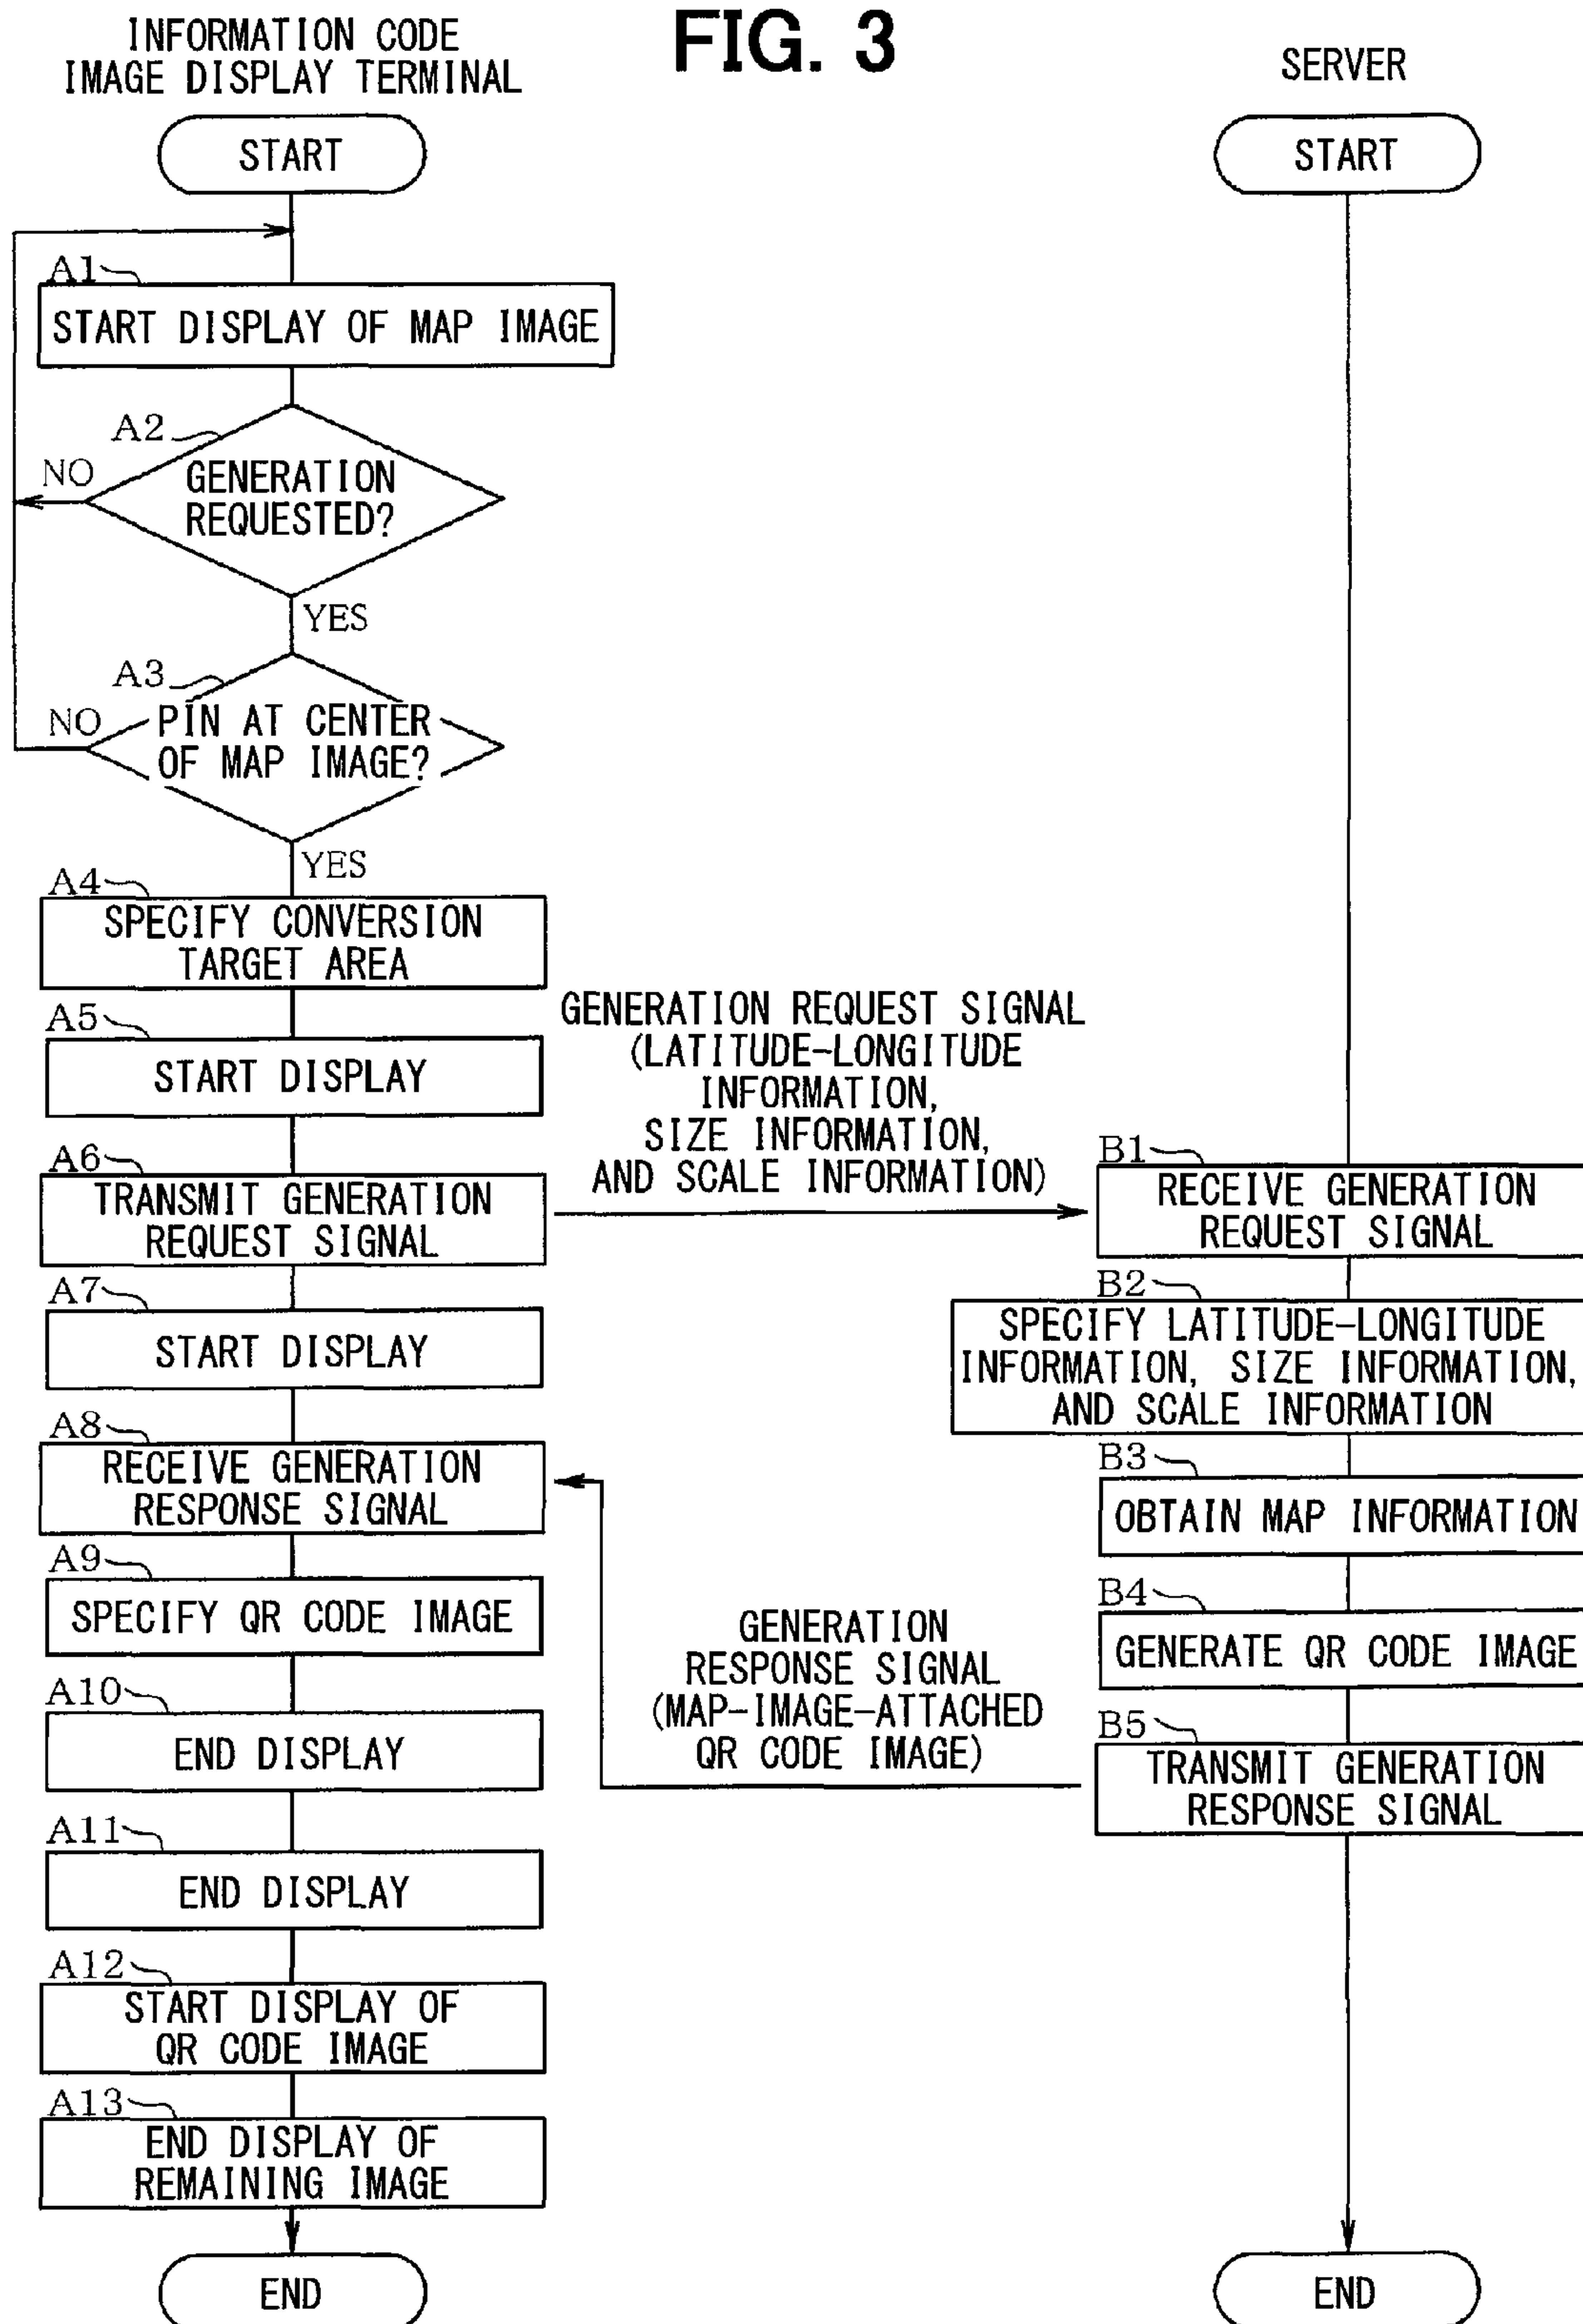 FIG. 3
INFORMATION CODE
IMAGE DISPLAY TERMINAL
START
A1
START DISPLAY OF MAP IMAGE
A2
NO
GENERATION
REQUESTED?
YES
A3
NO
PIN AT CENTER
OF MAP IMAGE?
YES
A4
SPECIFY CONVERSION
TARGET AREA
A5
START DISPLAY
A6
TRANSMIT GENERATION
REQUEST SIGNAL
A7
START DISPLAY
A8
RECEIVE GENERATION
RESPONSE SIGNAL
A9
SPECIFY QR CODE IMAGE
A10
END DISPLAY
A11
END DISPLAY
A12
START DISPLAY OF
QR CODE IMAGE
A13
END DISPLAY OF
REMAINING IMAGE
END
GENERATION REQUEST SIGNAL
(LATITUDE-LONGITUDE
INFORMATION,
SIZE INFORMATION,
AND SCALE INFORMATION)
GENERATION
RESPONSE SIGNAL
(MAP-IMAGE-ATTACHED
QR CODE IMAGE)
SERVER
START
B1
RECEIVE GENERATION
REQUEST SIGNAL
B2
SPECIFY LATITUDE-LONGITUDE
INFORMATION, SIZE INFORMATION,
AND SCALE INFORMATION
B3
OBTAIN MAP INFORMATION
B4
GENERATE QR CODE IMAGE
B5
TRANSMIT GENERATION
RESPONSE SIGNAL
END